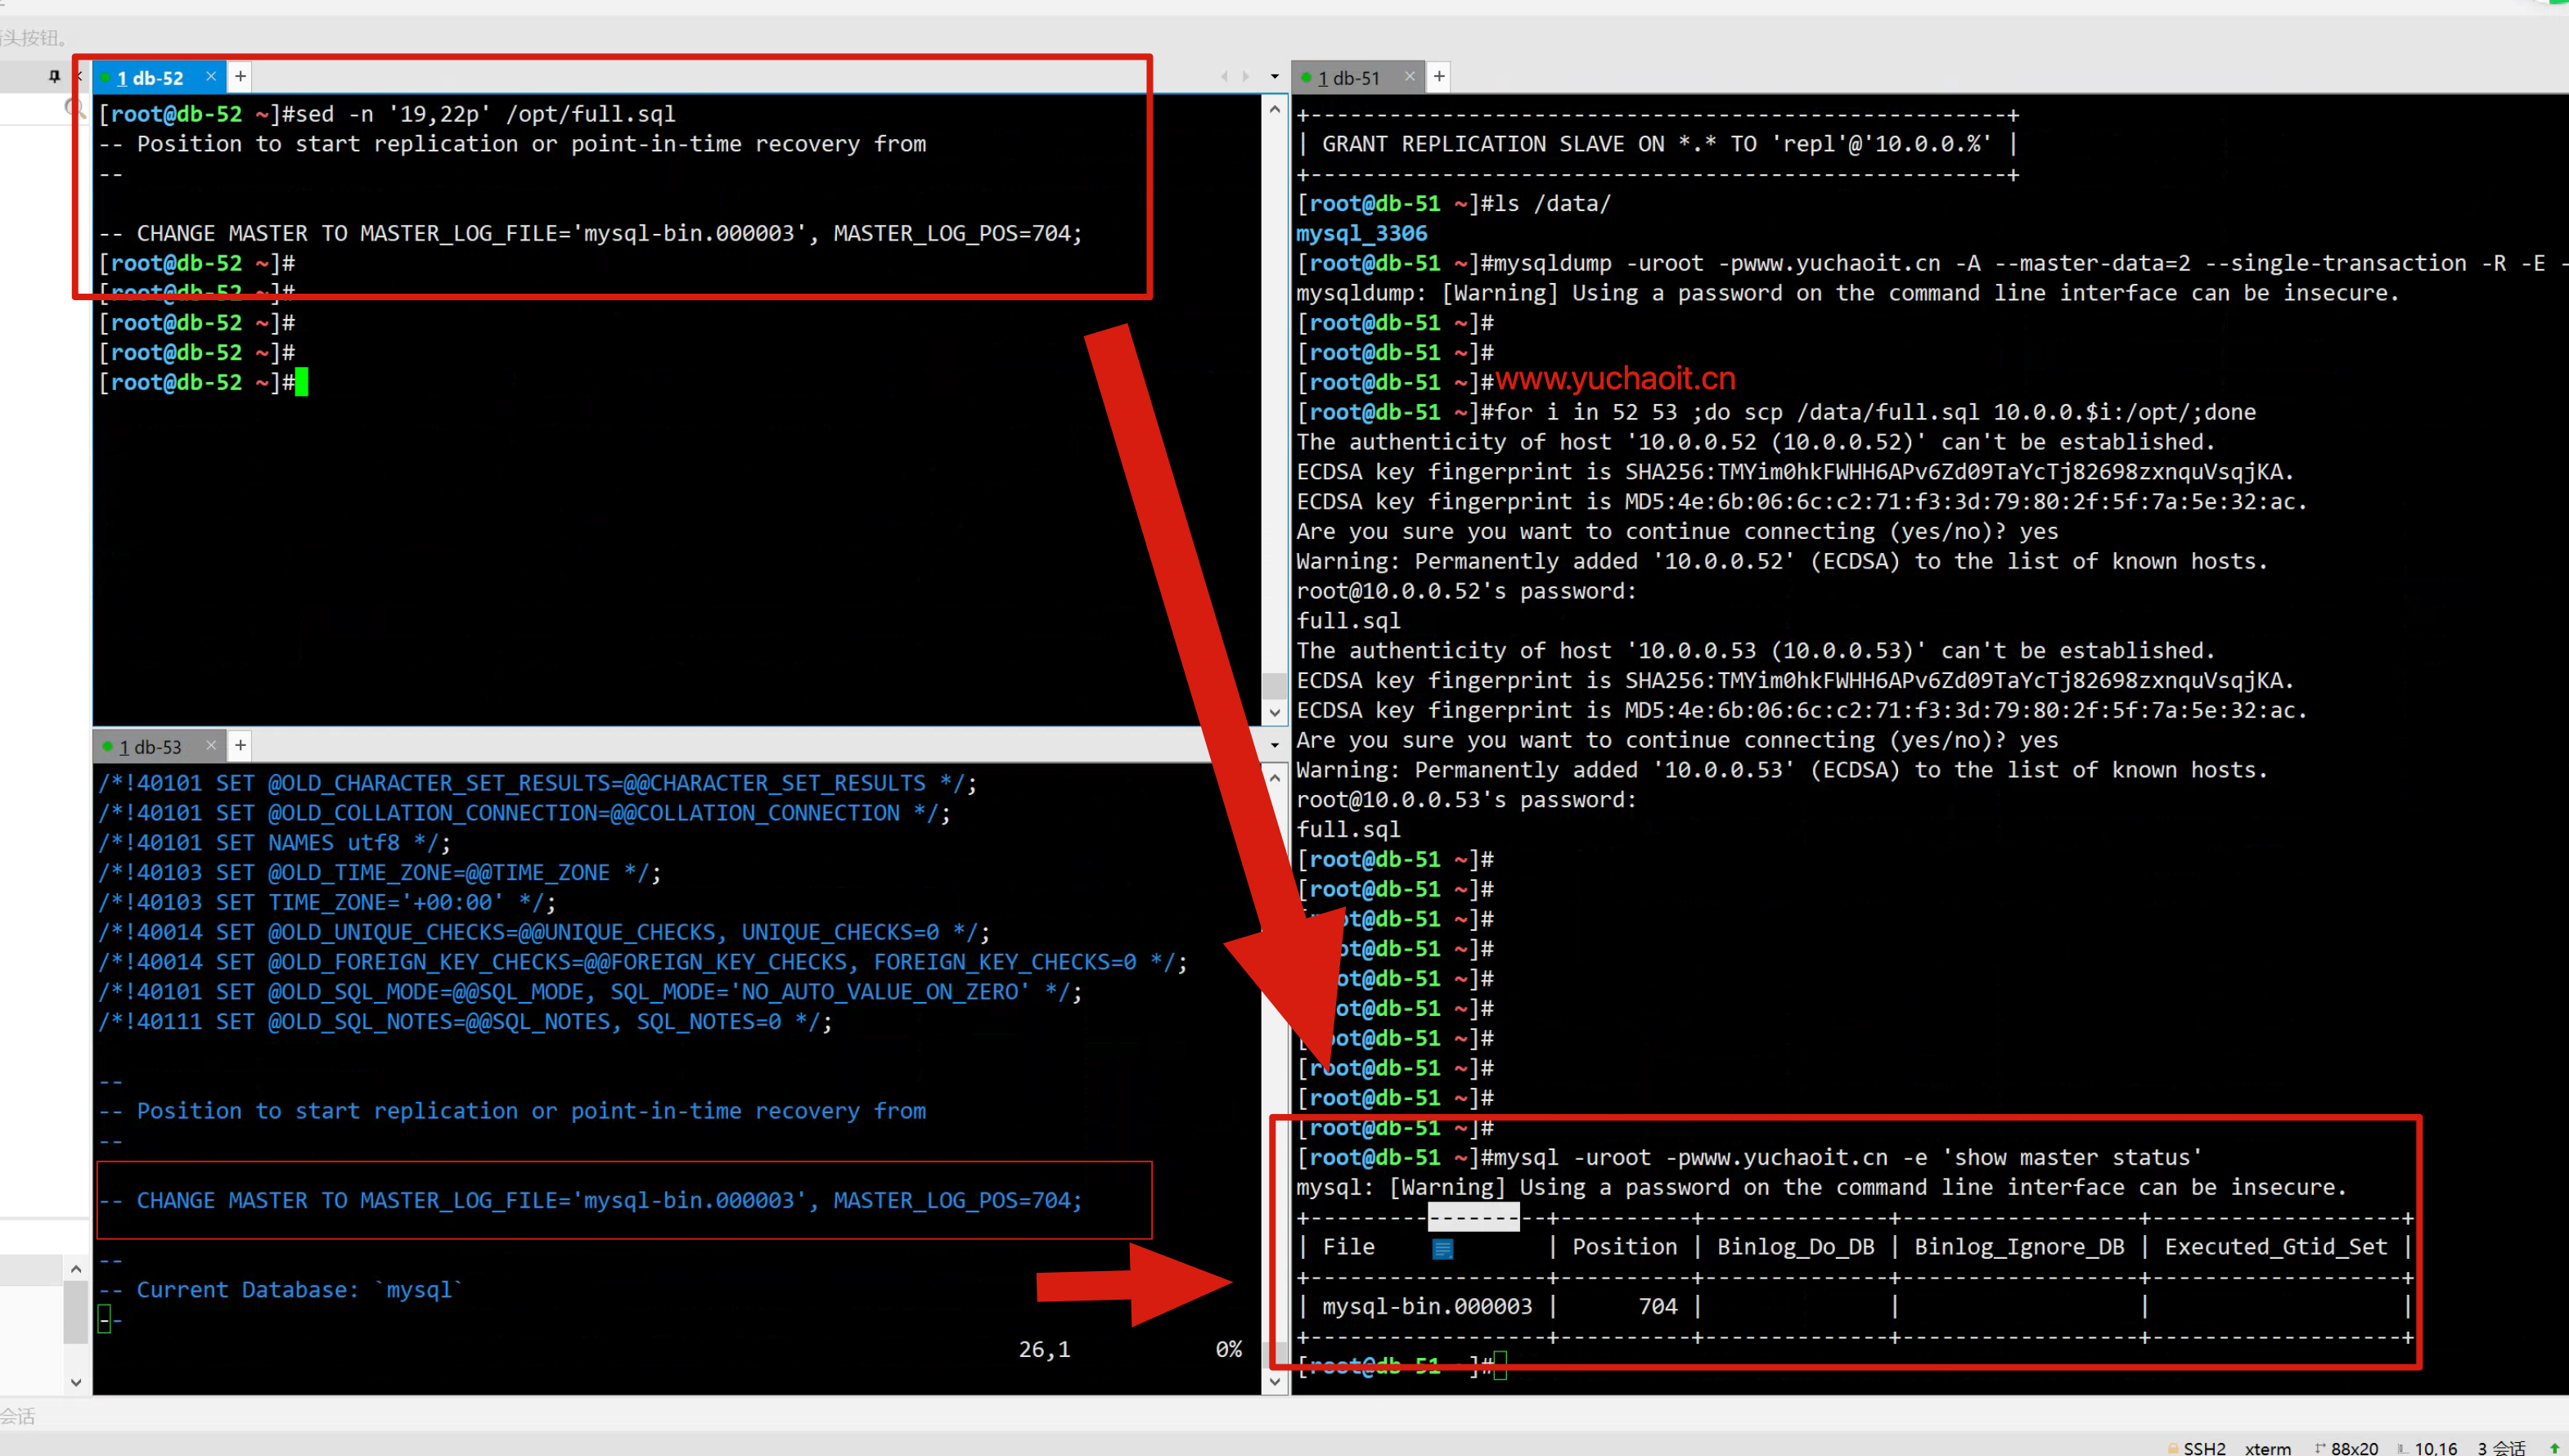 头按钮。
1 db-52 × +
[root@db-52 ~]#sed -n '19,22p' /opt/full.sql
-- Position to start replication or point-in-time recovery from
--
-- CHANGE MASTER TO MASTER_LOG_FILE='mysql-bin.000003', MASTER_LOG_POS=704;
[root@db-52 ~]#
[root@db-52 ~]#
[root@db-52 ~]#
[root@db-52 ~]#
[root@db-52 ~]#
1 db-53 × +
/*!40101 SET @OLD_CHARACTER_SET_RESULTS=@@CHARACTER_SET_RESULTS */;
/*!40101 SET @OLD_COLLATION_CONNECTION=@@COLLATION_CONNECTION */;
/*!40101 SET NAMES utf8 */;
/*!40103 SET @OLD_TIME_ZONE=@@TIME_ZONE */;
/*!40103 SET TIME_ZONE='+00:00' */;
/*!40014 SET @OLD_UNIQUE_CHECKS=@@UNIQUE_CHECKS, UNIQUE_CHECKS=0 */;
/*!40014 SET @OLD_FOREIGN_KEY_CHECKS=@@FOREIGN_KEY_CHECKS, FOREIGN_KEY_CHECKS=0 */;
/*!40101 SET @OLD_SQL_MODE=@@SQL_MODE, SQL_MODE='NO_AUTO_VALUE_ON_ZERO' */;
/*!40111 SET @OLD_SQL_NOTES=@@SQL_NOTES, SQL_NOTES=0 */;
--
-- Position to start replication or point-in-time recovery from
--
-- CHANGE MASTER TO MASTER_LOG_FILE='mysql-bin.000003', MASTER_LOG_POS=704;
--
-- Current Database: `mysql`
--
26,1 0%
1 db-51 × +
+-----------------------------------------------------+
| GRANT REPLICATION SLAVE ON *.* TO 'repl'@'10.0.0.%' |
+-----------------------------------------------------+
[root@db-51 ~]#ls /data/
mysql_3306
[root@db-51 ~]#mysqldump -uroot -pwww.yuchaoit.cn -A --master-data=2 --single-transaction -R -E -
mysqldump: [Warning] Using a password on the command line interface can be insecure.
[root@db-51 ~]#
[root@db-51 ~]#
[root@db-51 ~]#www.yuchaoit.cn
[root@db-51 ~]#for i in 52 53 ;do scp /data/full.sql 10.0.0.$i:/opt/;done
The authenticity of host '10.0.0.52 (10.0.0.52)' can't be established.
ECDSA key fingerprint is SHA256:TMYim0hkFWHH6APv6Zd09TaYcTj82698zxnquVsqjKA.
ECDSA key fingerprint is MD5:4e:6b:06:6c:c2:71:f3:3d:79:80:2f:5f:7a:5e:32:ac.
Are you sure you want to continue connecting (yes/no)? yes
Warning: Permanently added '10.0.0.52' (ECDSA) to the list of known hosts.
root@10.0.0.52's password:
full.sql
The authenticity of host '10.0.0.53 (10.0.0.53)' can't be established.
ECDSA key fingerprint is SHA256:TMYim0hkFWHH6APv6Zd09TaYcTj82698zxnquVsqjKA.
ECDSA key fingerprint is MD5:4e:6b:06:6c:c2:71:f3:3d:79:80:2f:5f:7a:5e:32:ac.
Are you sure you want to continue connecting (yes/no)? yes
Warning: Permanently added '10.0.0.53' (ECDSA) to the list of known hosts.
root@10.0.0.53's password:
full.sql
[root@db-51 ~]#
[root@db-51 ~]#
[root@db-51 ~]#
[root@db-51 ~]#
[root@db-51 ~]#
[root@db-51 ~]#
[root@db-51 ~]#
[root@db-51 ~]#
[root@db-51 ~]#
[root@db-51 ~]#
[root@db-51 ~]#mysql -uroot -pwww.yuchaoit.cn -e 'show master status'
mysql: [Warning] Using a password on the command line interface can be insecure.
+------------------+----------+--------------+------------------+-------------------+
| File | Position | Binlog_Do_DB | Binlog_Ignore_DB | Executed_Gtid_Set |
+------------------+----------+--------------+------------------+-------------------+
| mysql-bin.000003 | 704 | | | |
+------------------+----------+--------------+------------------+-------------------+
[root@db-51 ~]#
会话
SSH2 xterm 88x20 10,16 3 会话